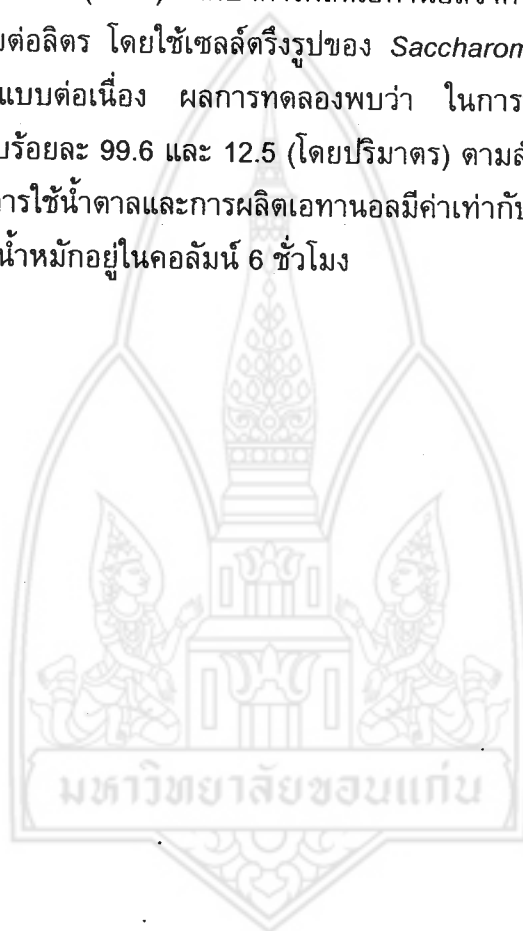 ยต่อลิตร โดยใช้เซลล์ตรึงรูปของ Saccharom
แบบต่อเนื่อง ผลการทดลองพบว่า ในการ
ร้อยละ 99.6 และ 12.5 (โดยปริมาตร) ตามลํ
การใช้น้ำตาลและการผลิตเอทานอลมีค่าเท่ากับ
น้ำหมักอยู่ในคอลัมน์ 6 ชั่วโมง
มหาวิทยาลัยขอนแก่น